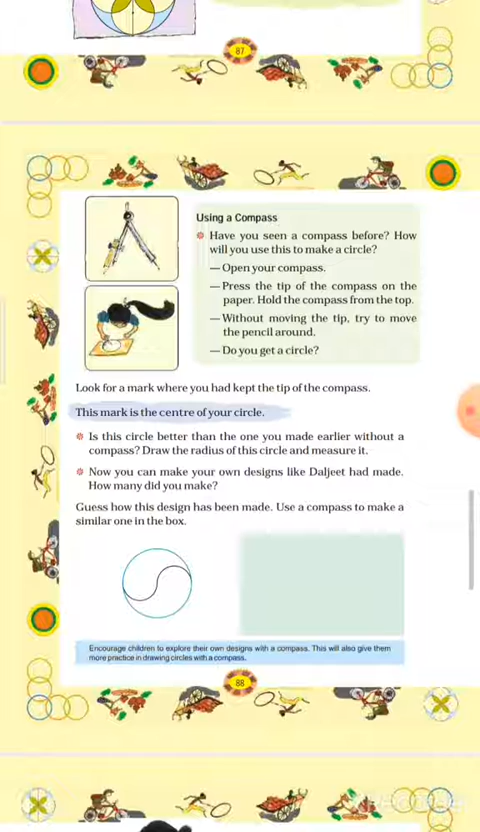 87
Using a Compass
Have you seen a compass before? How
will you use this to make a circle?
— Open your compass.
— Press the tip of the compass on the
paper. Hold the compass from the top.
— Without moving the tip, try to move
the pencil around.
— Do you get a circle?
Look for a mark where you had kept the tip of the compass.
This mark is the centre of your circle.
Is this circle better than the one you made earlier without a
compass? Draw the radius of this circle and measure it.
Now you can make your own designs like Daljeet had made.
How many did you make?
Guess how this design has been made. Use a compass to make a
similar one in the box.
Encourage children to explore their own designs with a compass. This will also give them
more practice in drawing circles with a compass.
88